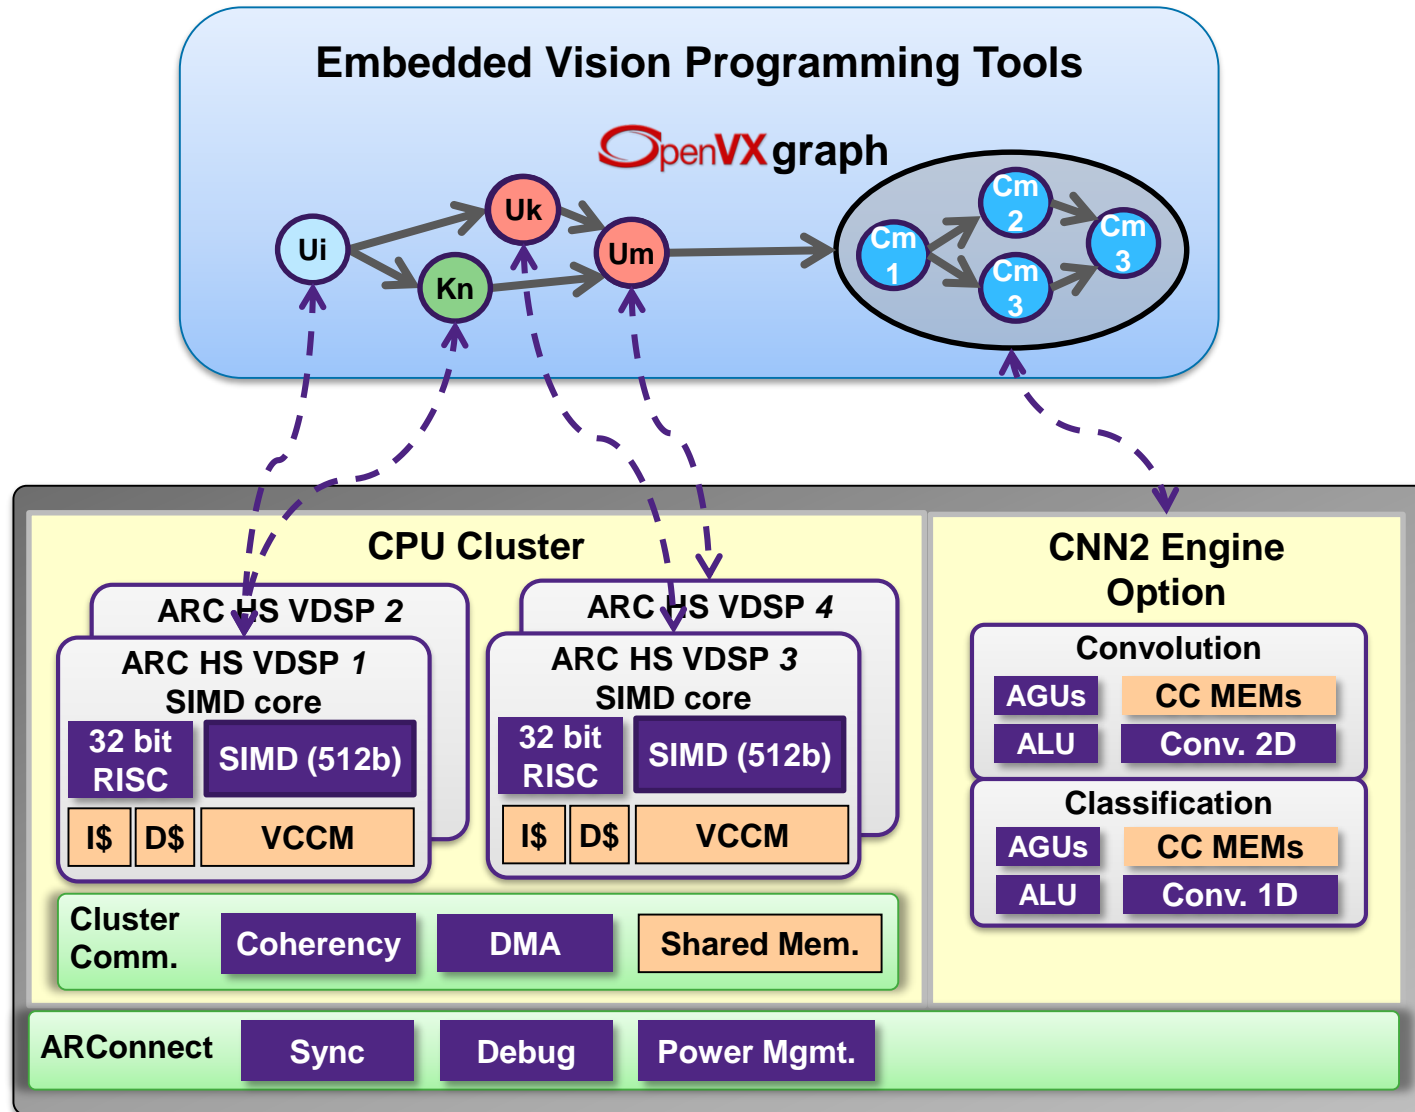 Embedded Vision Programming Tools
OpenVX graph
Ui
Uk
Kn
Um
Cm
1
Cm
2
Cm
3
Cm
3
CPU Cluster
ARC HS VDSP 2
ARC HS VDSP 1
SIMD core
32 bit
RISC
SIMD (512b)
I$
D$
VCCM
ARC HS VDSP 4
ARC HS VDSP 3
SIMD core
32 bit
RISC
SIMD (512b)
I$
D$
VCCM
Cluster
Comm.
Coherency
DMA
Shared Mem.
CNN2 Engine
Option
Convolution
AGUs
CC MEMs
ALU
Conv. 2D
Classification
AGUs
CC MEMs
ALU
Conv. 1D
ARConnect
Sync
Debug
Power Mgmt.